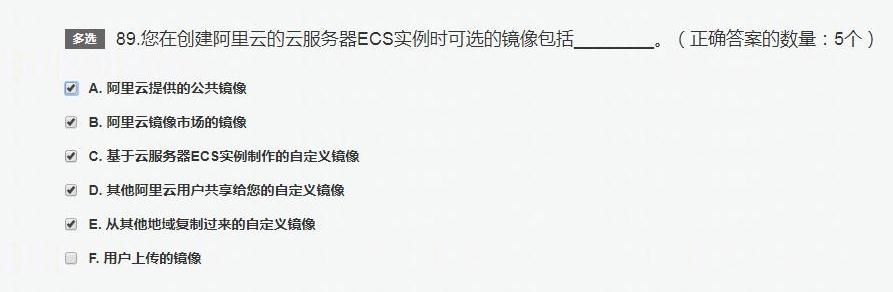 多选 89.您在创建阿里云的云服务器ECS实例时可选的镜像包括_________。（正确答案的数量：5个）
A. 阿里云提供的公共镜像
B. 阿里云镜像市场的镜像
C. 基于云服务器ECS实例制作的自定义镜像
D. 其他阿里云用户共享给您的自定义镜像
E. 从其他地域复制过来的自定义镜像
F. 用户上传的镜像